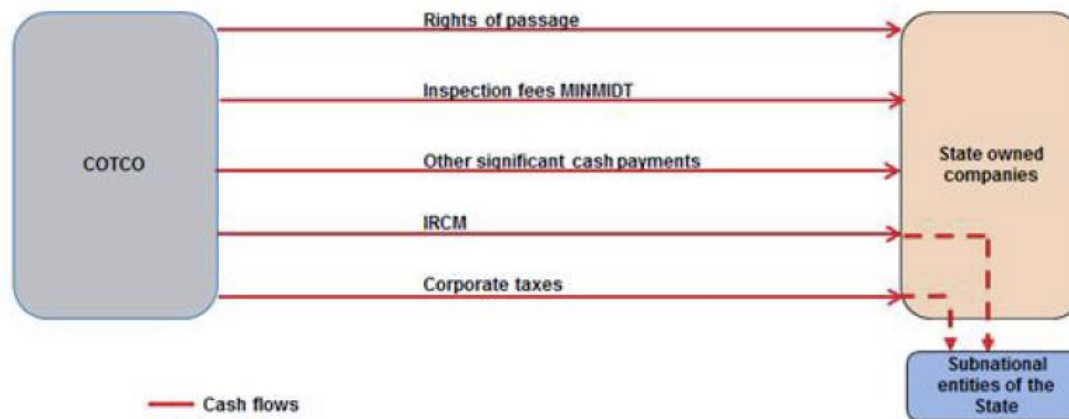 Rights of passage
Inspection fees MINMIDT
COTCO
Other significant cash payments
State owned
companies
IRCM
Corporate taxes
Subnational
entities of the
State
Cash flows